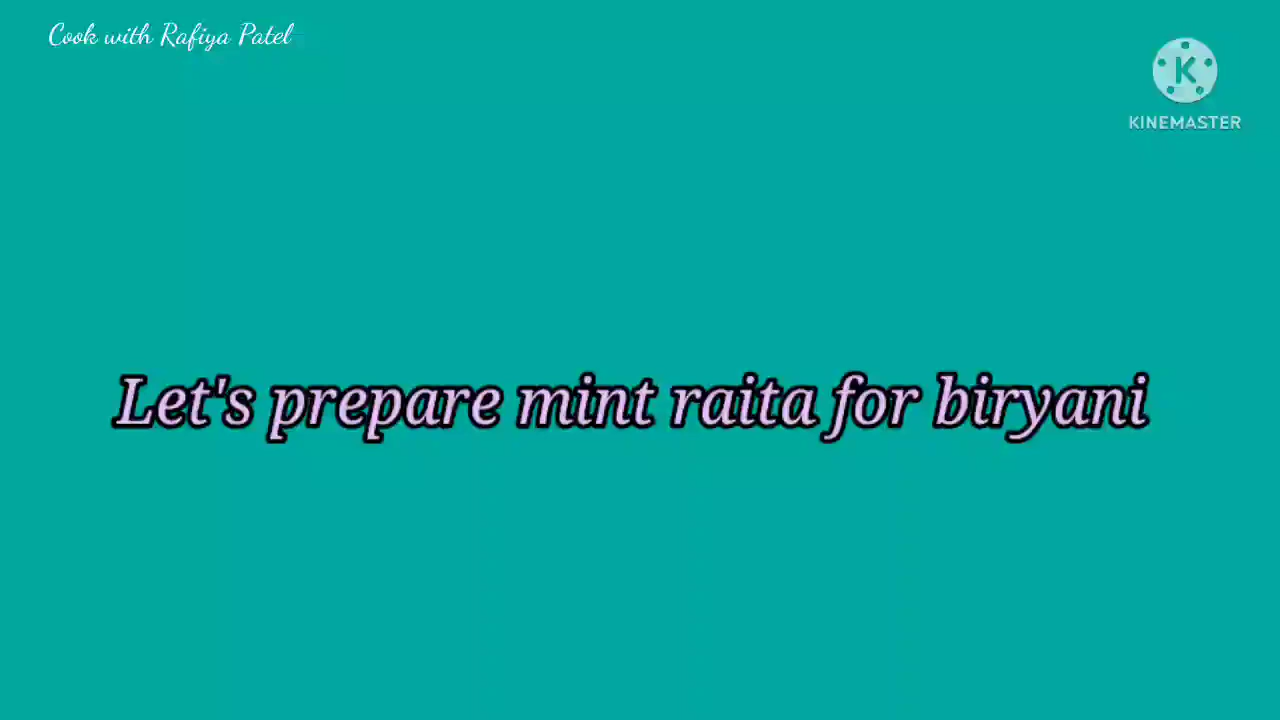 Cook with Rafiya Patel
K
KINEMASTER
Let's prepare mint raita for biryani